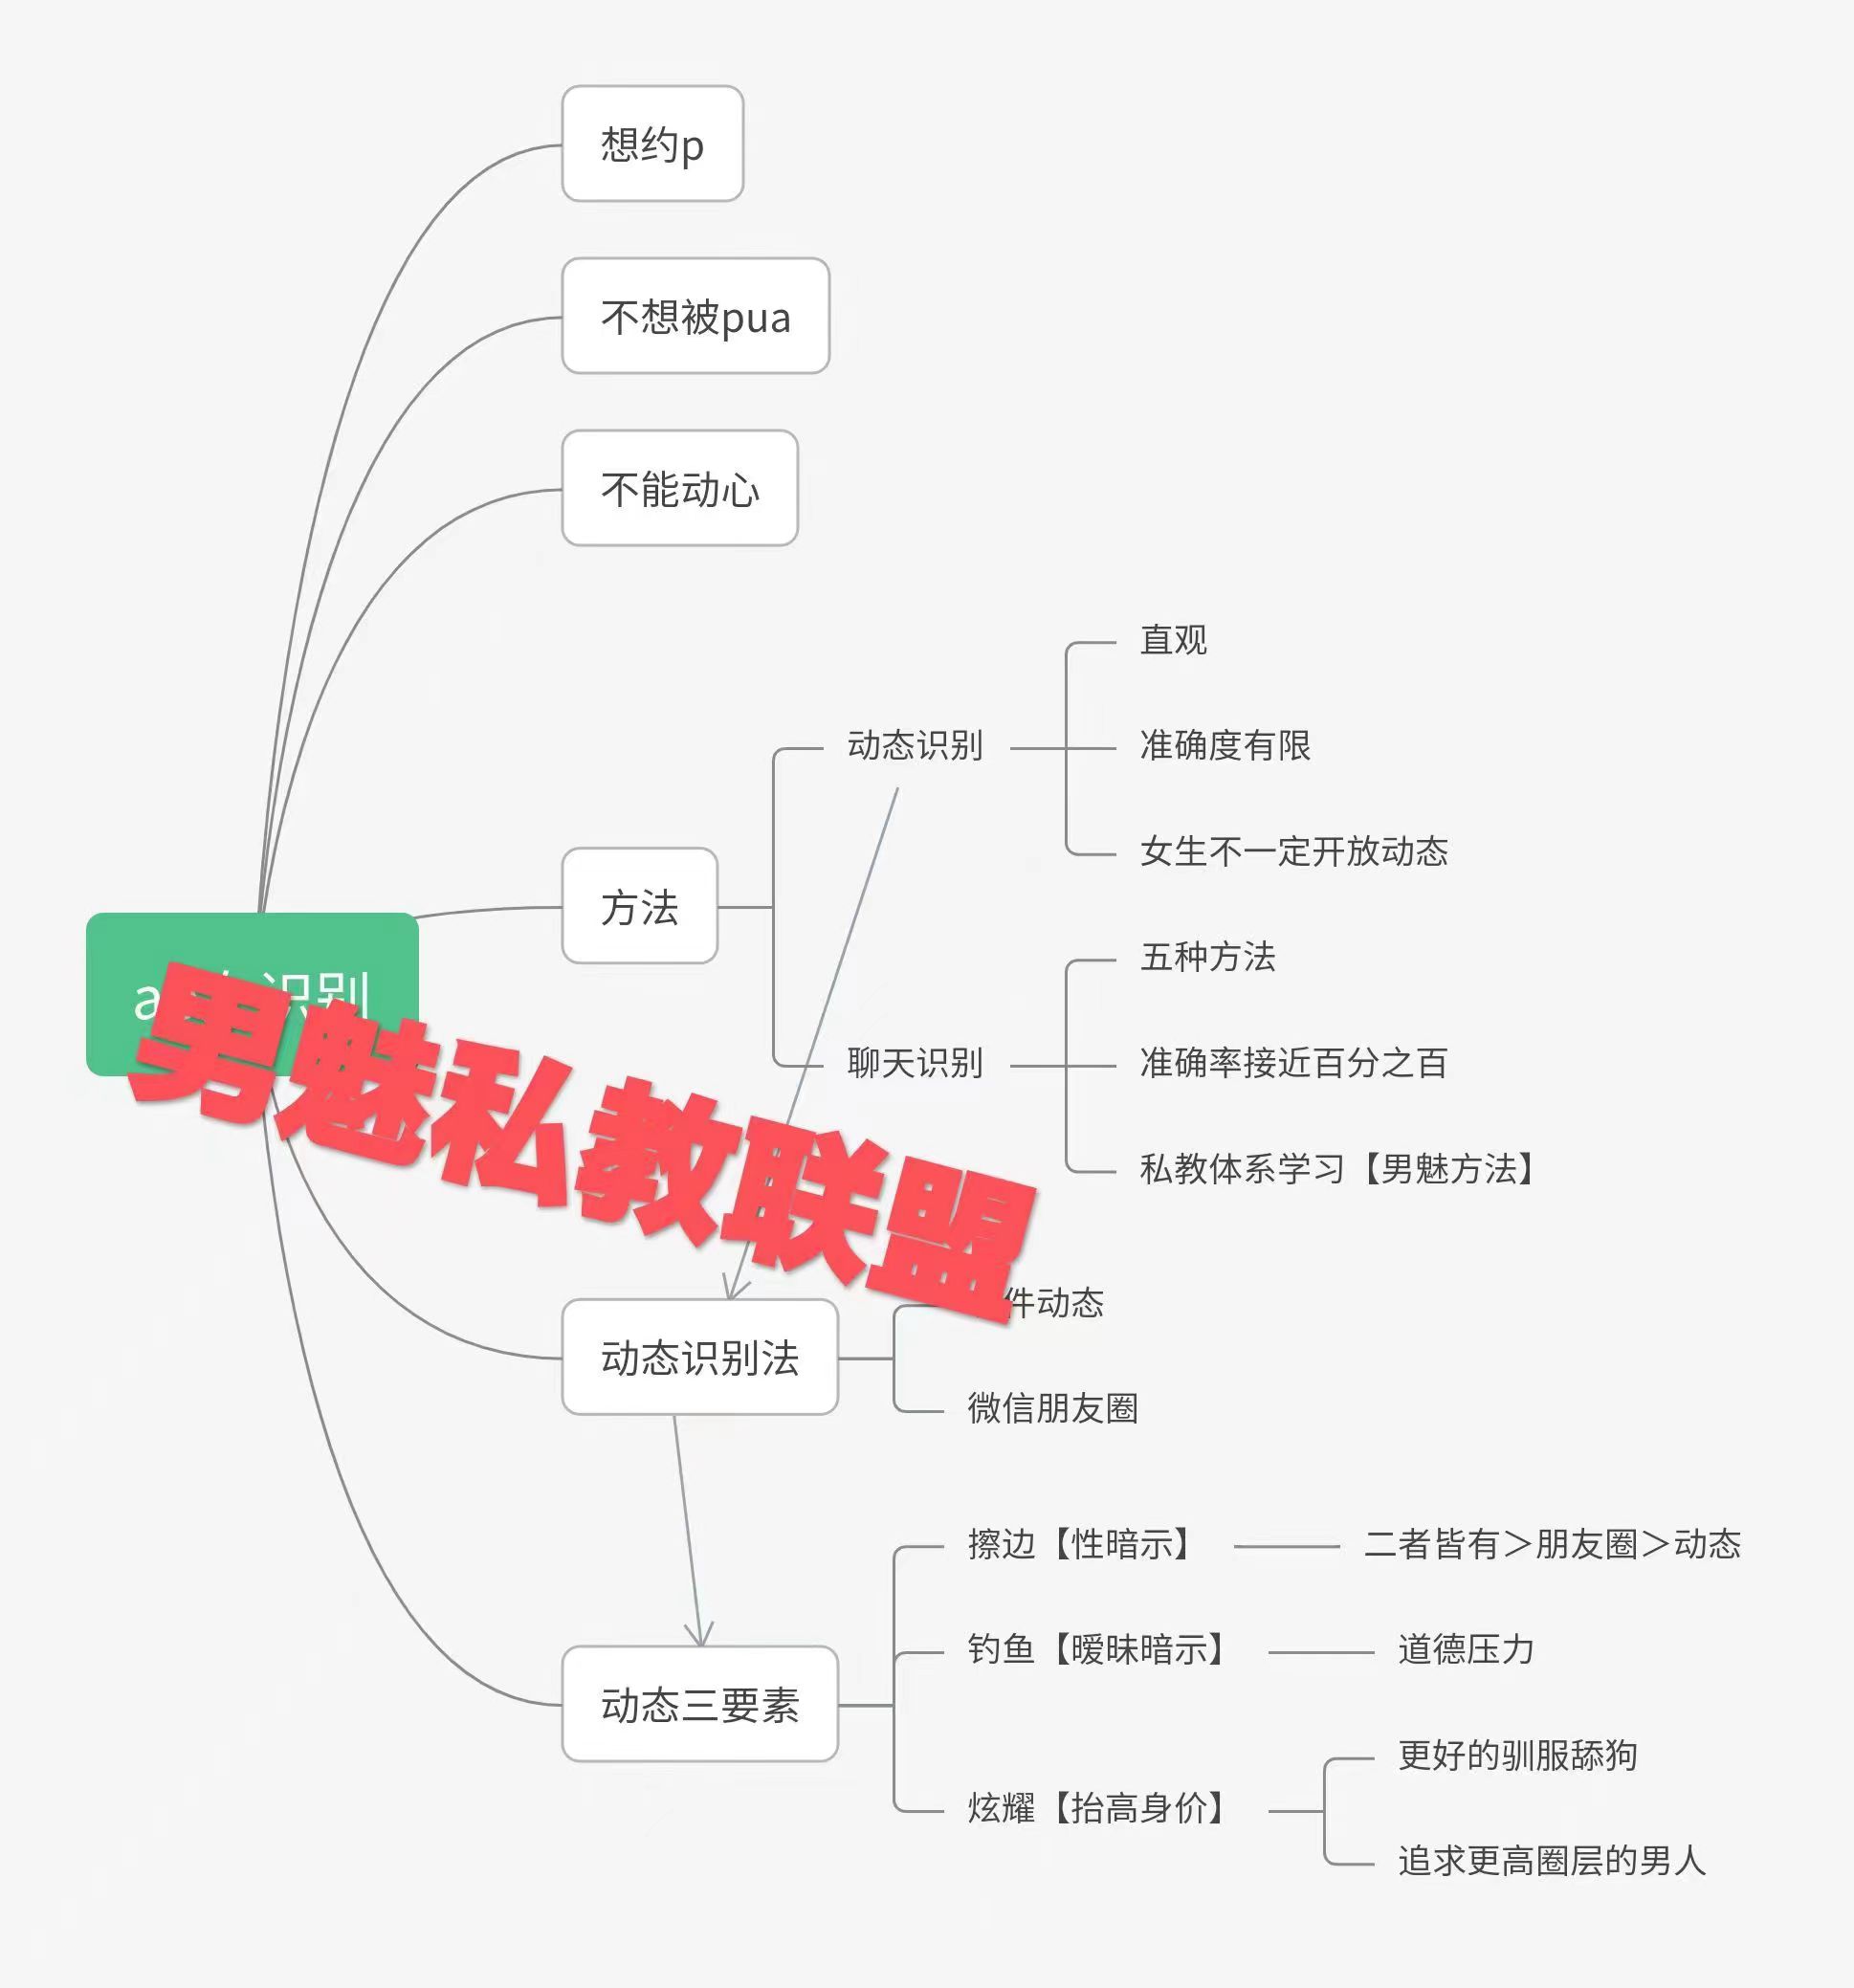 想约p
不想被pua
不能动心
直观
动态识别
准确度有限
女生不一定开放动态
方法
五种方法
聊天识别
准确率接近百分之百
私教体系学习【男魅方法】
识别
男魅私教联盟
件动态
动态识别法
微信朋友圈
擦边【性暗示】
二者皆有＞朋友圈＞动态
钓鱼【暧昧暗示】
道德压力
动态三要素
更好的驯服舔狗
炫耀【抬高身价】
追求更高圈层的男人